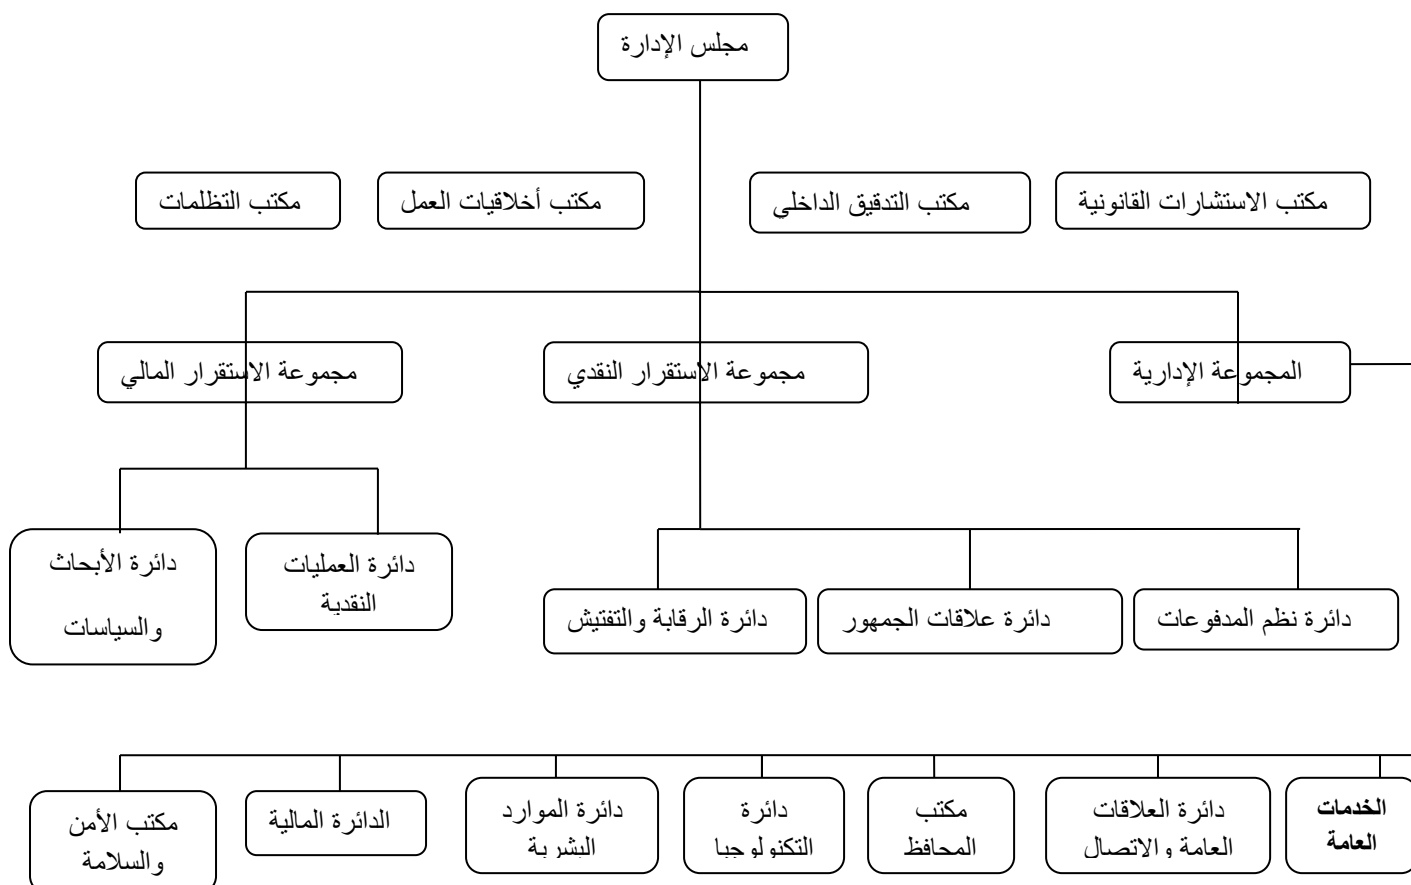 مجلس الإدارة
مكتب الاستشارات القانونية
مكتب التدقيق الداخلي
مكتب أخلاقيات العمل
مكتب التظلمات
المجموعة الإدارية
مجموعة الاستقرار النقدي
مجموعة الاستقرار المالي
دائرة نظم المدفوعات
دائرة علاقات الجمهور
دائرة الرقابة والتفتيش
دائرة العمليات
النقدية
دائرة الأبحاث
والسياسات
الخدمات
العامة
دائرة العلاقات
العامة والاتصال
مكتب
المحافظ
دائرة
التكنولوجيا
دائرة الموارد
البشرية
الدائرة المالية
مكتب الأمن
والسلامة